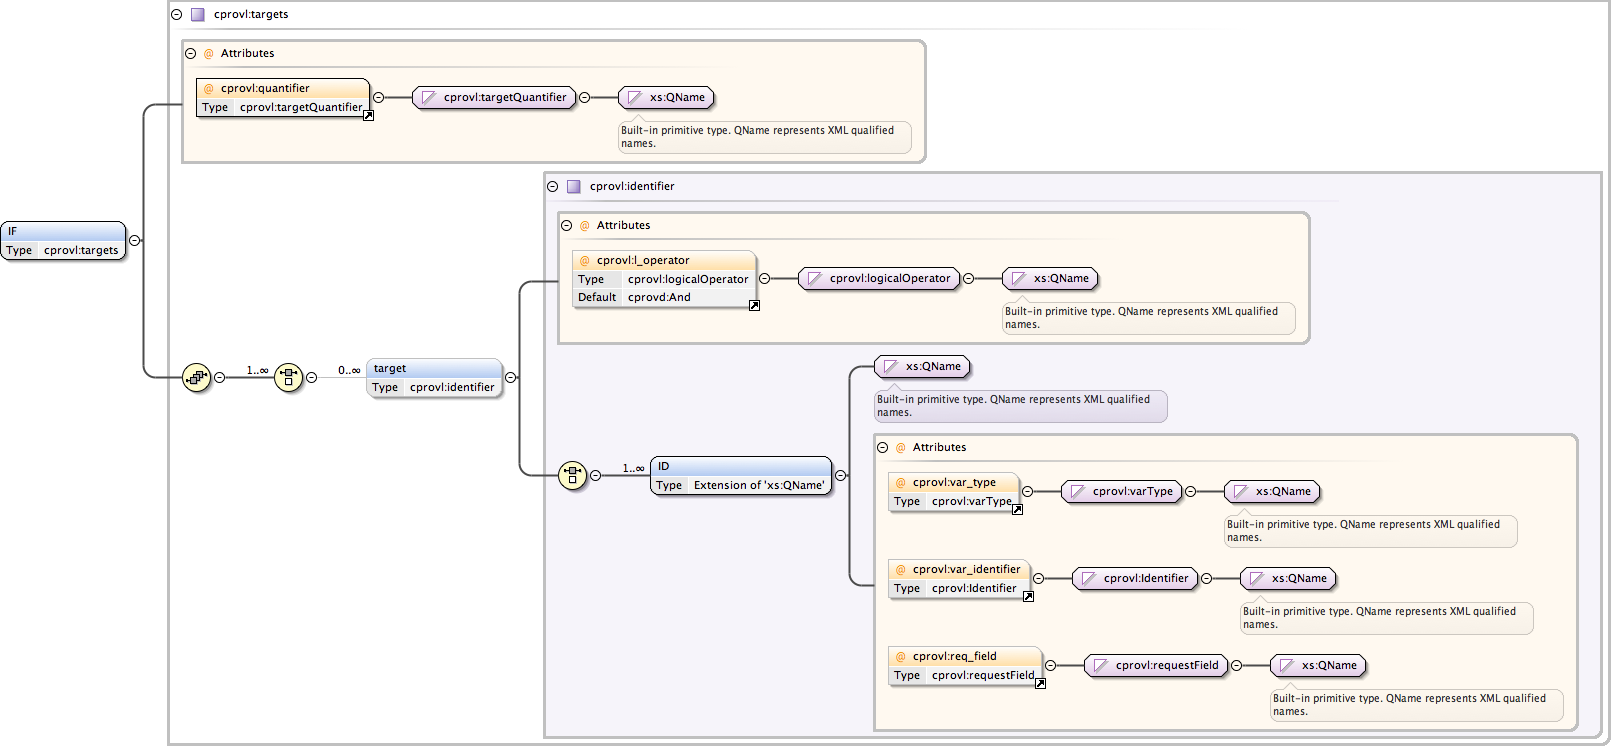 cprovl:targets
@ Attributes
@ cprovl:quantifier
Type cprovl:targetQuantifier
cprovl:targetQuantifier
xs:QName
Built-in primitive type. QName represents XML qualified
names.
IF
Type cprovl:targets
cprovl:identifier
@ Attributes
@ cprovl:l_operator
Type cprovl:logicalOperator
Default cprovd:And
cprovl:logicalOperator
xs:QName
Built-in primitive type. QName represents XML qualified
names.
1..∞
0..∞
target
Type cprovl:identifier
xs:QName
Built-in primitive type. QName represents XML qualified
names.
1..∞
ID
Type Extension of 'xs:QName'
@ Attributes
@ cprovl:var_type
Type cprovl:varType
cprovl:varType
xs:QName
Built-in primitive type. QName represents XML qualified
names.
@ cprovl:var_identifier
Type cprovl:Identifier
cprovl:Identifier
xs:QName
Built-in primitive type. QName represents XML qualified
names.
@ cprovl:req_field
Type cprovl:requestField
cprovl:requestField
xs:QName
Built-in primitive type. QName represents XML qualified
names.